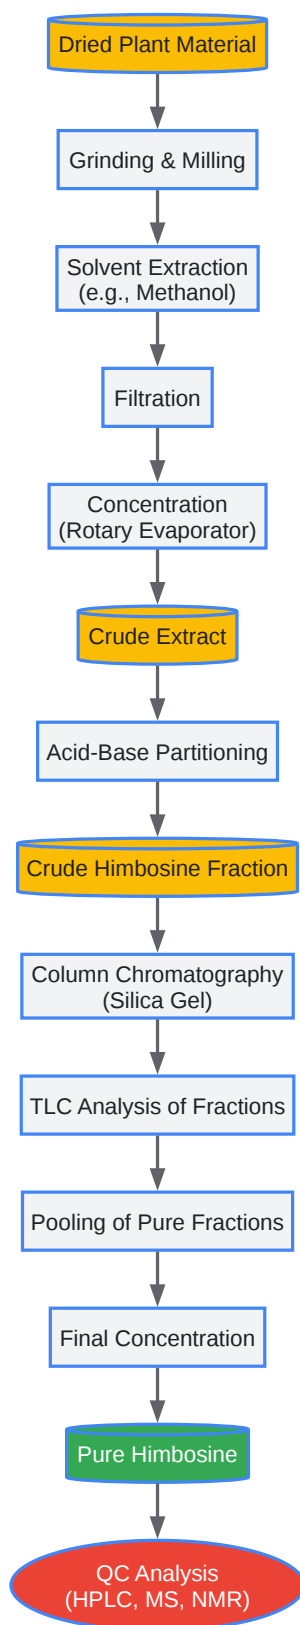 Dried Plant Material
Grinding & Milling
Solvent Extraction
(e.g., Methanol)
Filtration
Concentration
(Rotary Evaporator)
Crude Extract
Acid-Base Partitioning
Crude Himbosine Fraction
Column Chromatography
(Silica Gel)
TLC Analysis of Fractions
Pooling of Pure Fractions
Final Concentration
Pure Himbosine
QC Analysis
(HPLC, MS, NMR)